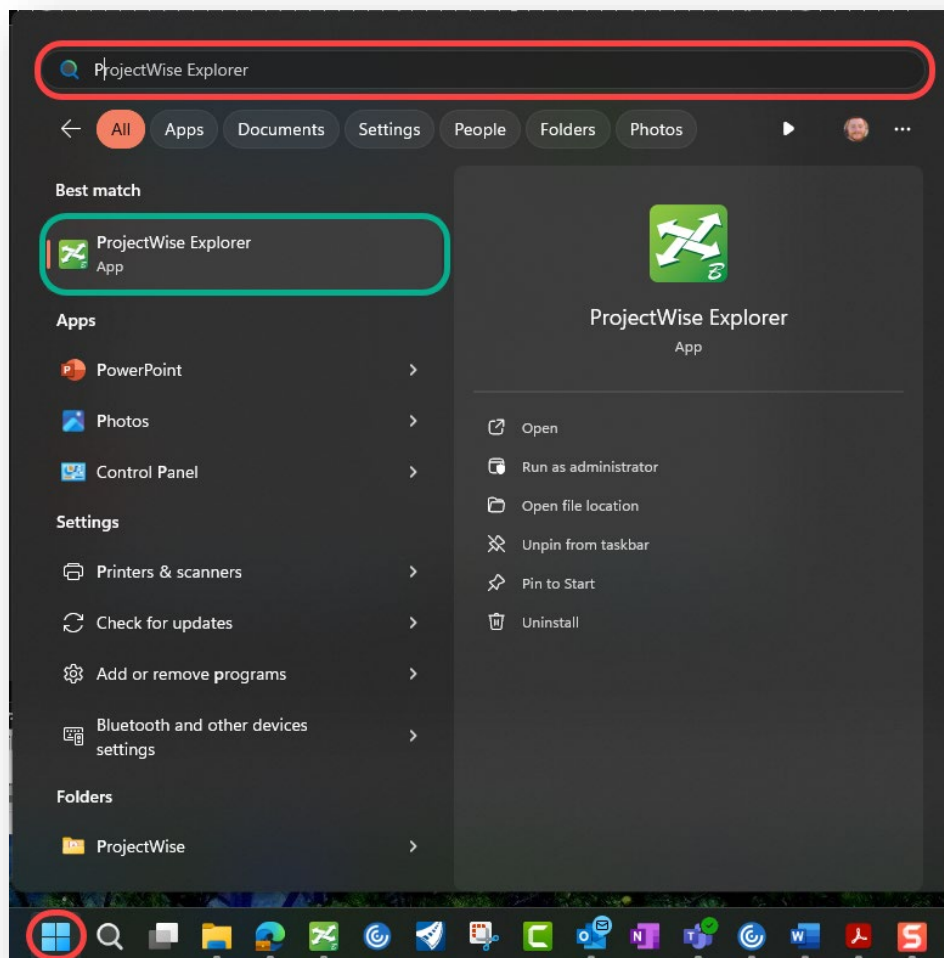 ProjectWise Explorer
All Apps Documents Settings People Folders Photos
Best match
ProjectWise Explorer
App
Apps
PowerPoint
Photos
Control Panel
Settings
Printers & scanners
Check for updates
Add or remove programs
Bluetooth and other devices
settings
Folders
ProjectWise
B
ProjectWise Explorer
App
Open
Run as administrator
Open file location
Unpin from taskbar
Pin to Start
Uninstall